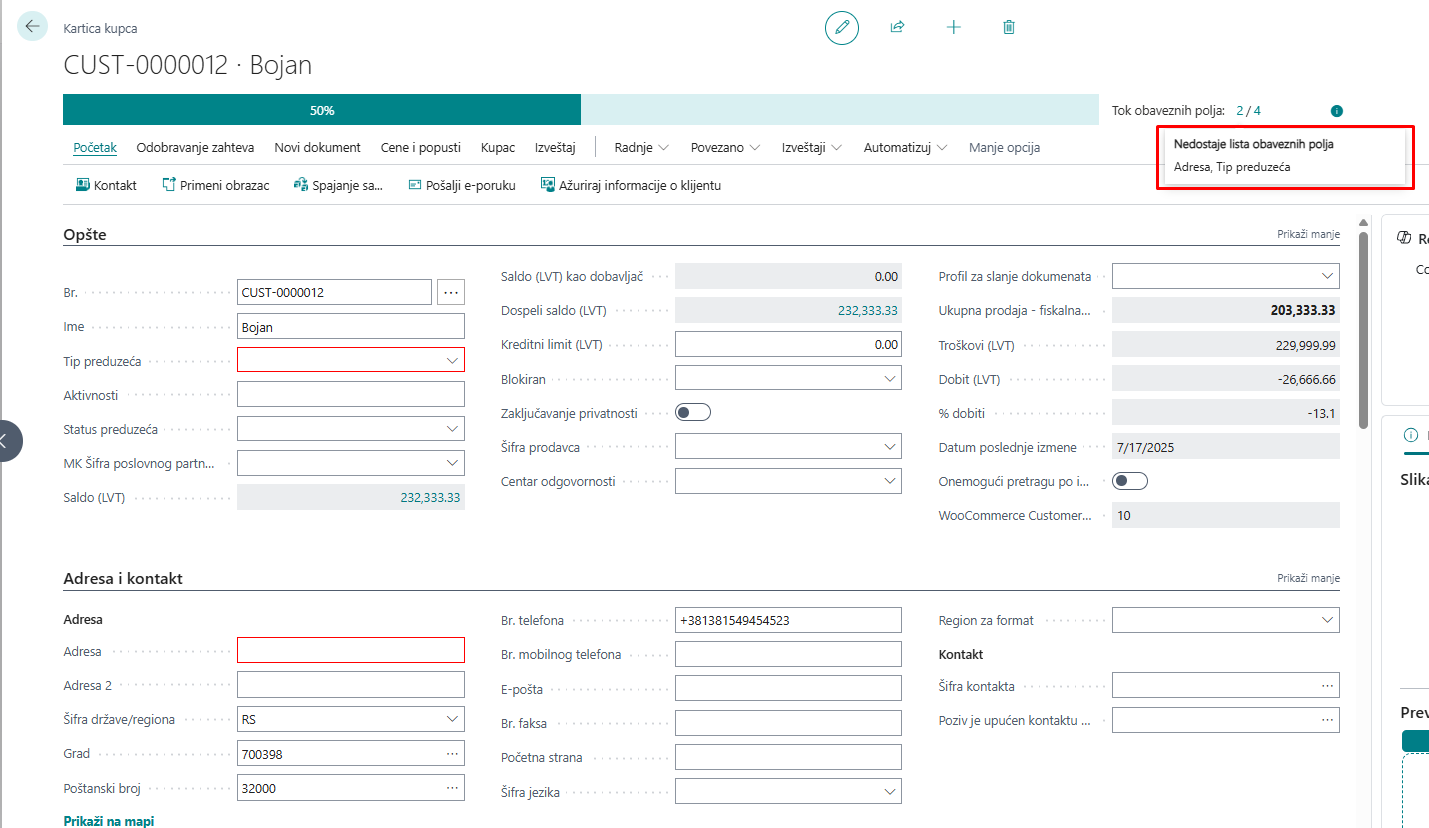 Kartica kupca
CUST-0000012 · Bojan
50%
Tok obaveznih polja: 2 / 4
Nedostaje lista obaveznih polja
Adresa, Tip preduzeća
Početak Odobravanje zahteva Novi dokument Cene i popusti Kupac Izveštaj Radnje Povezano Izveštaji Automatizuj Manje opcija
Kontakt Primeni obrazac Spajanje sa... Pošalji e-poruku Ažuriraj informacije o klijentu
Opšte
Prikaži manje
Br. CUST-0000012
Ime Bojan
Tip preduzeća
Aktivnosti
Status preduzeća
MK Šifra poslovnog partn...
Saldo (LVT) 232,333.33
Saldo (LVT) kao dobavljač 0.00
Dospeli saldo (LVT) 232,333.33
Kreditni limit (LVT) 0.00
Blokiran
Zaključavanje privatnosti
Šifra prodavca
Centar odgovornosti
Profil za slanje dokumenata
Ukupna prodaja - fiskalna... 203,333.33
Troškovi (LVT) 229,999.99
Dobit (LVT) -26,666.66
% dobiti -13.1
Datum poslednje izmene 7/17/2025
Onemogući pretragu po i...
WooCommerce Customer... 10
Adresa i kontakt
Prikaži manje
Adresa
Adresa
Adresa 2
Šifra države/regiona RS
Grad 700398
Poštanski broj 32000
Prikaži na mapi
Br. telefona +381381549454523
Br. mobilnog telefona
E-pošta
Br. faksa
Početna strana
Šifra jezika
Region za format
Kontakt
Šifra kontakta
Poziv je upućen kontaktu ...